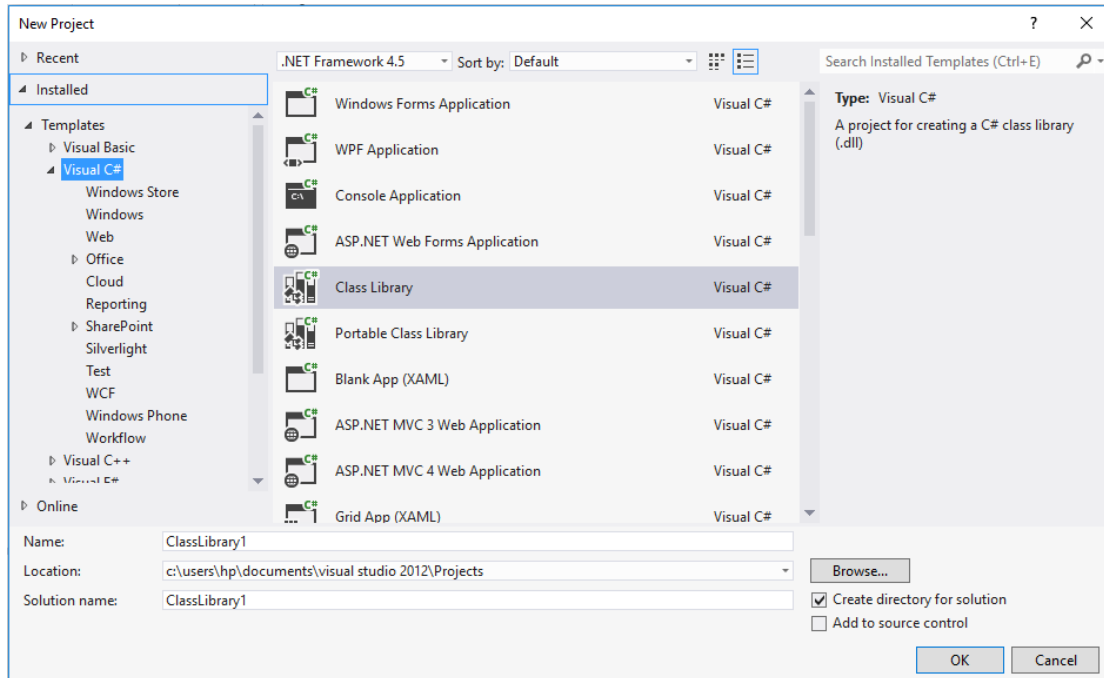 New Project
?
Recent
.NET Framework 4.5
Sort by: Default
Search Installed Templates (Ctrl+E)
Installed
Templates
Visual Basic
Visual C#
Windows Store
Windows
Web
Office
Cloud
Reporting
SharePoint
Silverlight
Test
WCF
Windows Phone
Workflow
Visual C++
Visual F#
Online
C# Windows Forms Application Visual C#
C# WPF Application Visual C#
C# Console Application Visual C#
C# ASP.NET Web Forms Application Visual C#
C# Class Library Visual C#
C# Portable Class Library Visual C#
C# Blank App (XAML) Visual C#
C# ASP.NET MVC 3 Web Application Visual C#
C# ASP.NET MVC 4 Web Application Visual C#
C# Grid App (XAML) Visual C#
Type: Visual C#
A project for creating a C# class library
(.dll)
Name: ClassLibrary1
Location: c:\users\hp\documents\visual studio 2012\Projects
Browse...
Solution name: ClassLibrary1
Create directory for solution
Add to source control
OK
Cancel